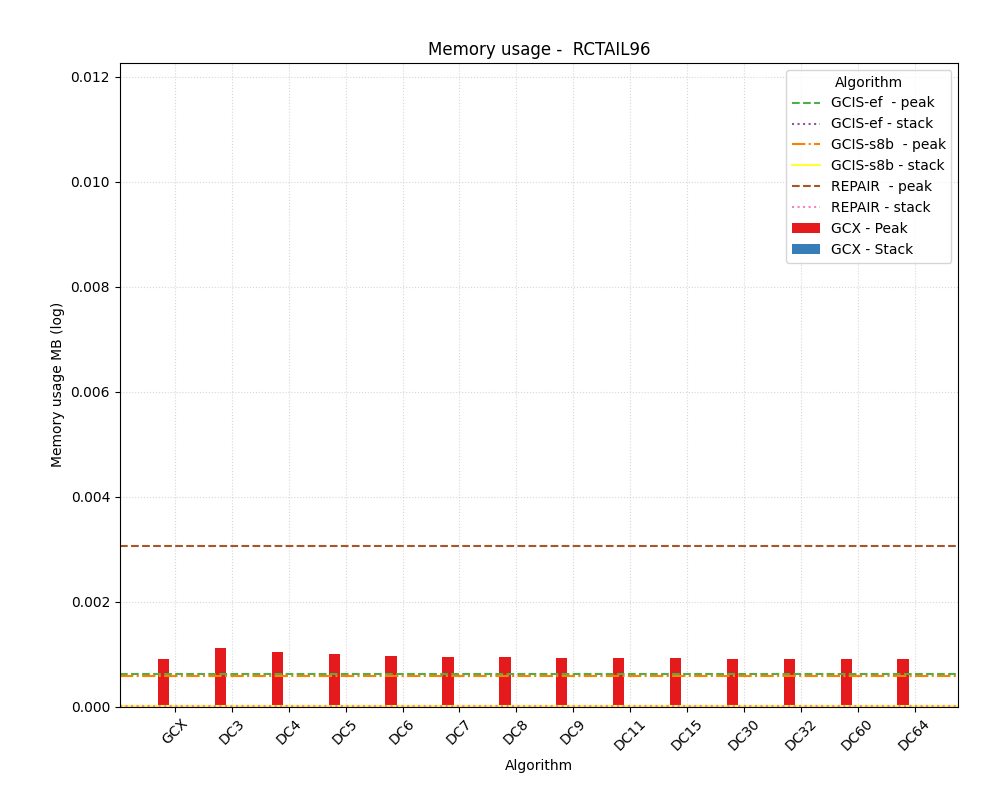 Memory usage -  RCTAIL96
Algorithm
GCIS-ef  - peak
GCIS-ef - stack
GCIS-s8b  - peak
GCIS-s8b - stack
REPAIR  - peak
REPAIR - stack
GCX - Peak
GCX - Stack
Memory usage MB (log)
0.012
0.010
0.008
0.006
0.004
0.002
0.000
GCX
DC3
DC4
DC5
DC6
DC7
DC8
DC9
DC11
DC15
DC30
DC32
DC60
DC64
Algorithm